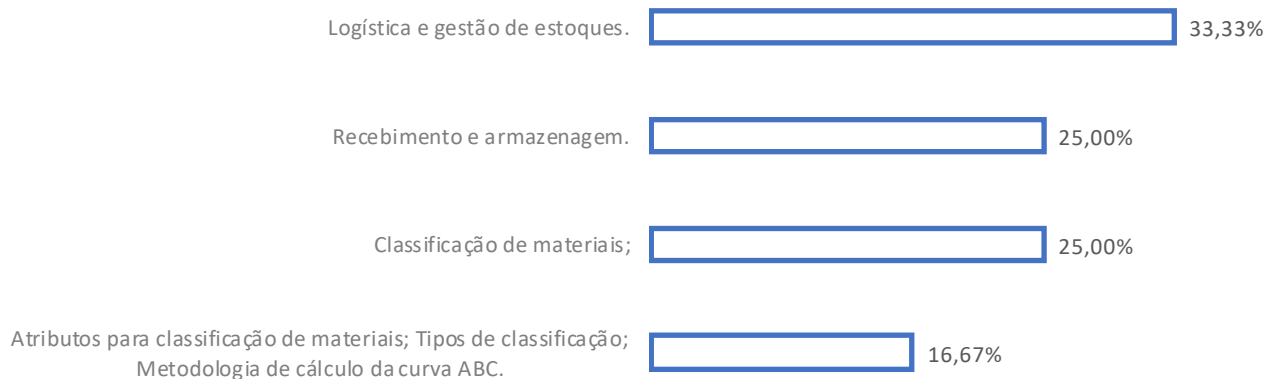 Logística e gestão de estoques.
33,33%
Recebimento e armazenagem.
25,00%
Classificação de materiais;
25,00%
Atributos para classificação de materiais; Tipos de classificação;
Metodologia de cálculo da curva ABC.
16,67%